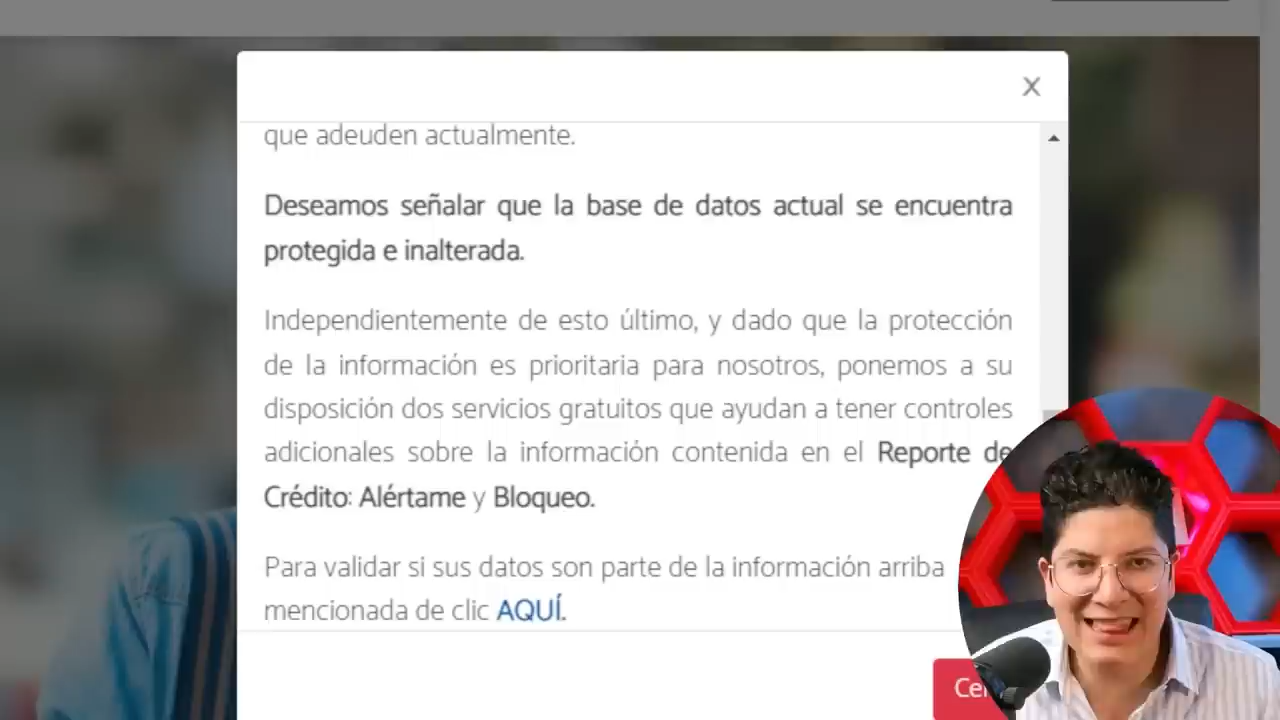 X
que adeuden actualmente.
Deseamos señalar que la base de datos actual se encuentra
protegida e inalterada.
Independientemente de esto último, y dado que la protección
de la información es prioritaria para nosotros, ponemos a su
disposición dos servicios gratuitos que ayudan a tener controles
adicionales sobre la información contenida en el Reporte de
Crédito: Alértame y Bloqueo.
Para validar si sus datos son parte de la información arriba
mencionada de clic AQUÍ.